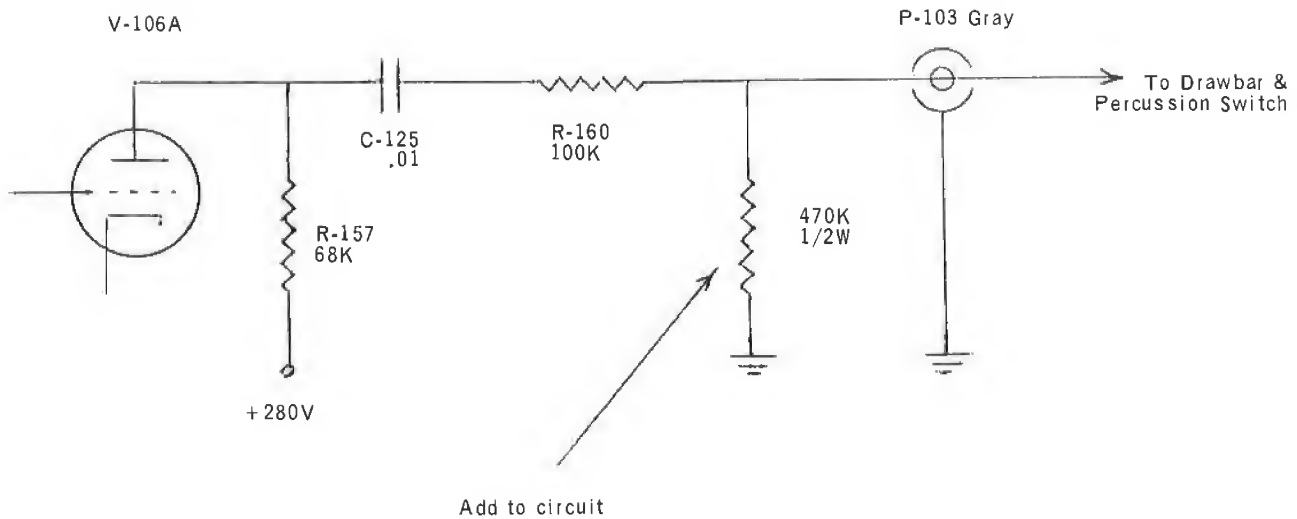 V-106A
P-103 Gray
To Drawbar &
Percussion Switch
C-125
.01
R-160
100K
R-157
68K
470K
1/2W
+280V
Add to circuit